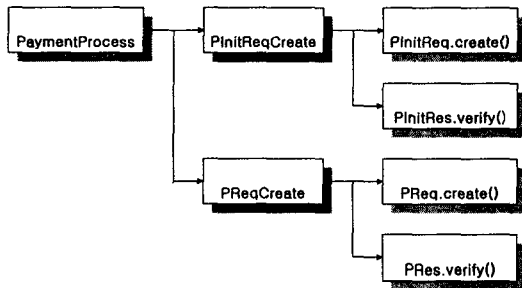 PaymentProcess
PInitReqCreate
PInitReq.create()
PInitRes.verify()
PReqCreate
PReq.create()
PRes.verify()